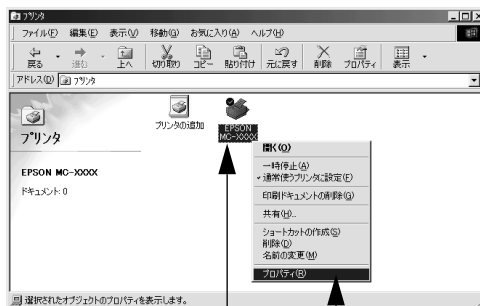 プリンタ
ファイル(F) 編集(E) 表示(V) 移動(G) お気に入り(A) ヘルプ(H)
戻る 進む 上へ 切り取り コピー 貼り付け 元に戻す 削除 プロパティ 表示
アドレス(D) プリンタ
プリンタ
EPSON MC-XXXX
ドキュメント: 0
プリンタの追加
EPSON
MC-XXXX
開く(O)
一時停止(A)
通常使うプリンタに設定(F)
印刷ドキュメントの削除(G)
共有(H)...
ショートカットの作成(S)
削除(D)
名前の変更(M)
プロパティ(R)
選択されたオブジェクトのプロパティを表示します。